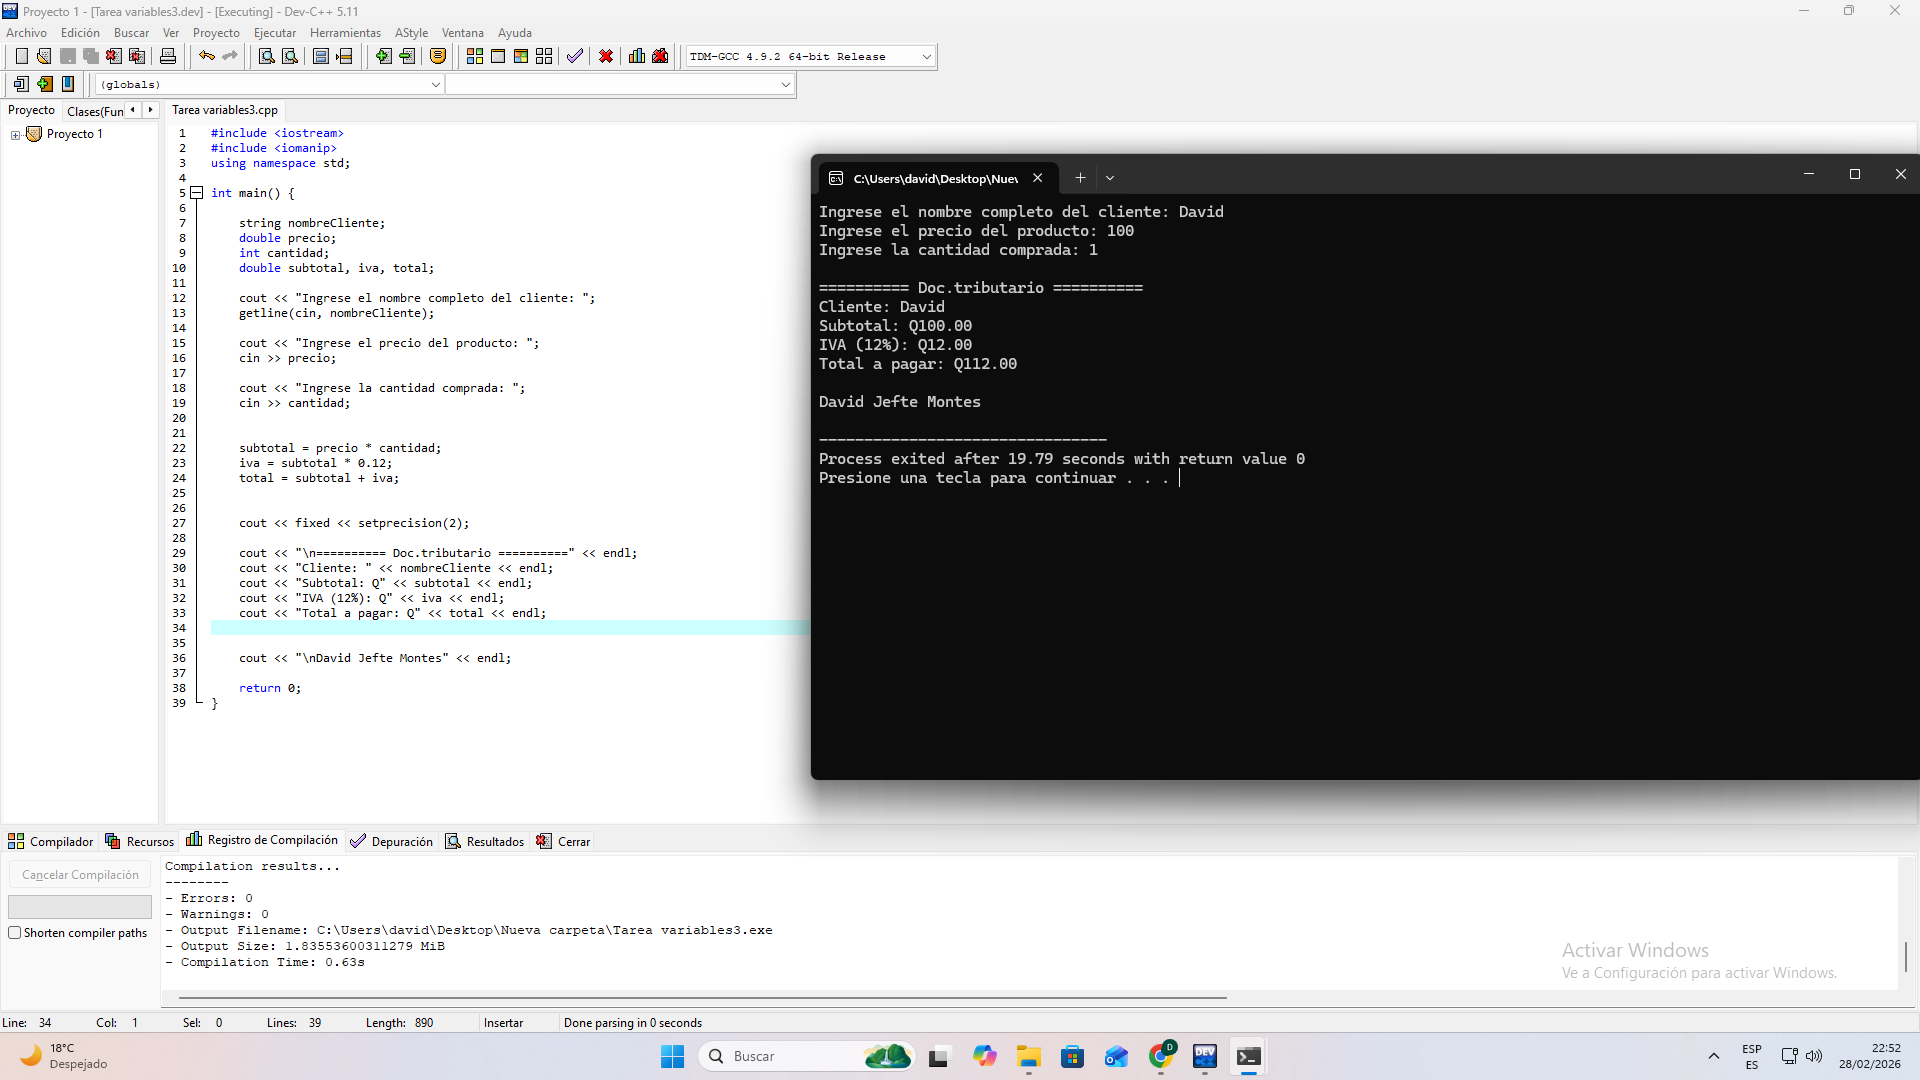 Proyecto 1 - [Tarea variables3.dev] - [Executing] - Dev-C++ 5.11
Archivo Edición Buscar Ver Proyecto Ejecutar Herramientas AStyle Ventana Ayuda
TDM-GCC 4.9.2 64-bit Release
(globals)
Proyecto Clases(Fun
Tarea variables3.cpp
Proyecto 1
1 #include <iostream>
2 #include <iomanip>
3 using namespace std;
4
5 int main() {
6
7 string nombreCliente;
8 double precio;
9 int cantidad;
10 double subtotal, iva, total;
11
12 cout << "Ingrese el nombre completo del cliente: ";
13 getline(cin, nombreCliente);
14
15 cout << "Ingrese el precio del producto: ";
16 cin >> precio;
17
18 cout << "Ingrese la cantidad comprada: ";
19 cin >> cantidad;
20
21
22 subtotal = precio * cantidad;
23 iva = subtotal * 0.12;
24 total = subtotal + iva;
25
26
27 cout << fixed << setprecision(2);
28
29 cout << "\n========== Doc.tributario ==========" << endl;
30 cout << "Cliente: " << nombreCliente << endl;
31 cout << "Subtotal: Q" << subtotal << endl;
32 cout << "IVA (12%): Q" << iva << endl;
33 cout << "Total a pagar: Q" << total << endl;
34
35
36 cout << "\nDavid Jefte Montes" << endl;
37
38 return 0;
39 }
C:\Users\david\Desktop\Nuev
Ingrese el nombre completo del cliente: David
Ingrese el precio del producto: 100
Ingrese la cantidad comprada: 1
========== Doc.tributario ==========
Cliente: David
Subtotal: Q100.00
IVA (12%): Q12.00
Total a pagar: Q112.00
David Jefte Montes
--------------------------------
Process exited after 19.79 seconds with return value 0
Presione una tecla para continuar . . .
Compilador Recursos Registro de Compilación Depuración Resultados Cerrar
Cancelar Compilación
Shorten compiler paths
Compilation results...
--------
- Errors: 0
- Warnings: 0
- Output Filename: C:\Users\david\Desktop\Nueva carpeta\Tarea variables3.exe
- Output Size: 1.83553600311279 MiB
- Compilation Time: 0.63s
Activar Windows
Ve a Configuración para activar Windows.
Line: 34 Col: 1 Sel: 0 Lines: 39 Length: 890 Insertar Done parsing in 0 seconds
18°C
Despejado
Buscar
D
DEV
ESP
ES
22:52
28/02/2026